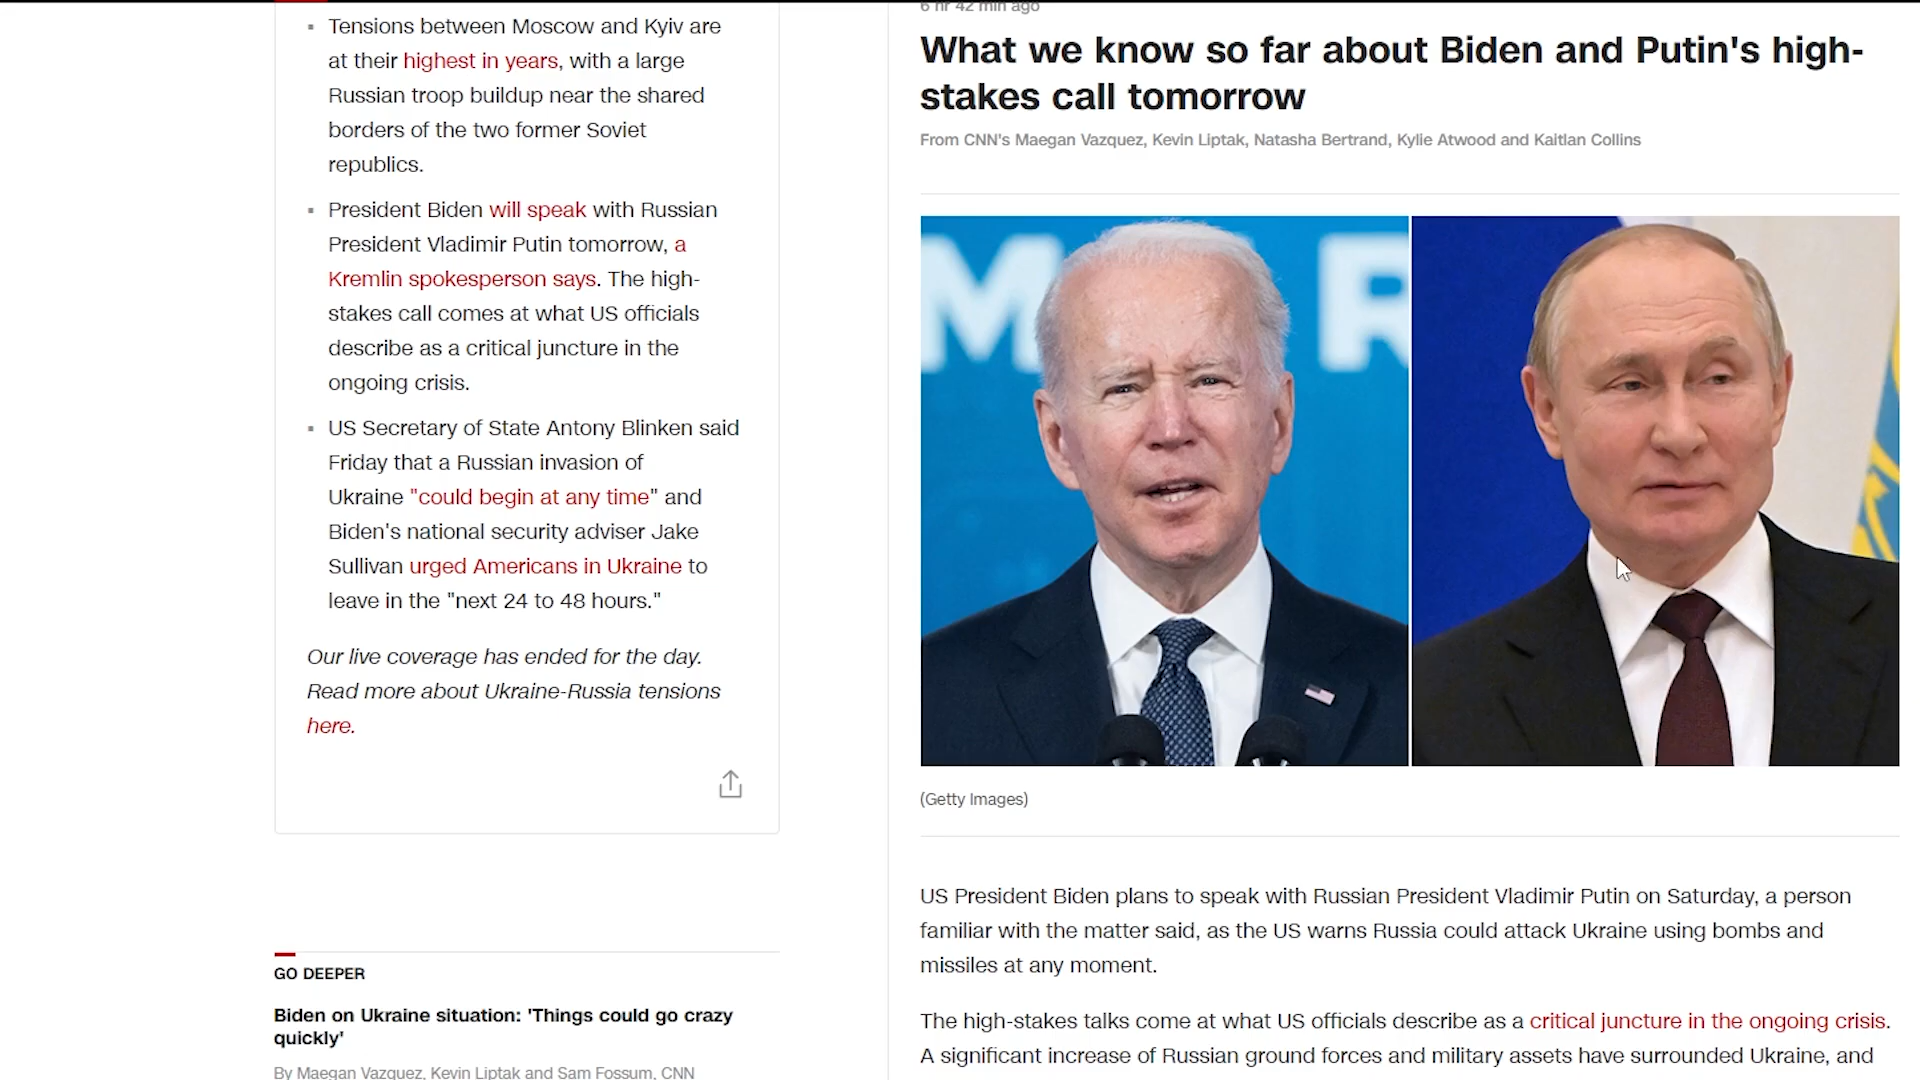 Tensions between Moscow and Kyiv are
at their highest in years, with a large
Russian troop buildup near the shared
borders of the two former Soviet
republics.
President Biden will speak with Russian
President Vladimir Putin tomorrow, a
Kremlin spokesperson says. The high-
stakes call comes at what US officials
describe as a critical juncture in the
ongoing crisis.
US Secretary of State Antony Blinken said
Friday that a Russian invasion of
Ukraine "could begin at any time" and
Biden's national security adviser Jake
Sullivan urged Americans in Ukraine to
leave in the "next 24 to 48 hours."
Our live coverage has ended for the day.
Read more about Ukraine-Russia tensions
here.
GO DEEPER
Biden on Ukraine situation: 'Things could go crazy
quickly'
By Maegan Vazquez, Kevin Liptak and Sam Fossum, CNN
6 hr 42 min ago
What we know so far about Biden and Putin's high-
stakes call tomorrow
From CNN's Maegan Vazquez, Kevin Liptak, Natasha Bertrand, Kylie Atwood and Kaitlan Collins
M R
(Getty Images)
US President Biden plans to speak with Russian President Vladimir Putin on Saturday, a person
familiar with the matter said, as the US warns Russia could attack Ukraine using bombs and
missiles at any moment.
The high-stakes talks come at what US officials describe as a critical juncture in the ongoing crisis.
A significant increase of Russian ground forces and military assets have surrounded Ukraine, and